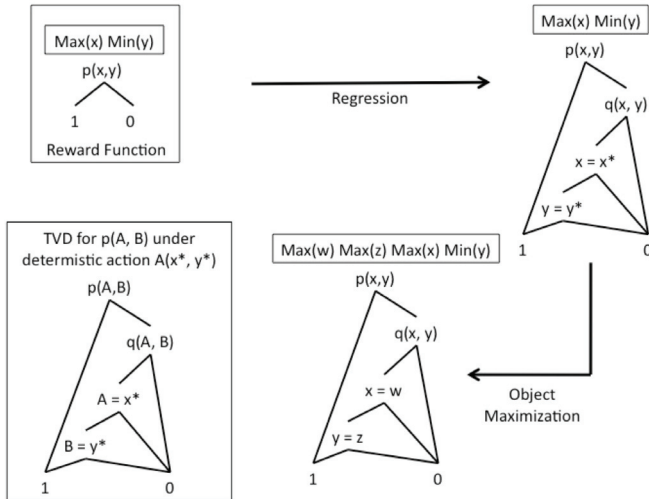 Max(x) Min(y)
p(x,y)
1 0
Reward Function
Regression
Max(x) Min(y)
p(x,y)
q(x, y)
x = x*
y = y*
1 0
TVD for p(A, B) under
determistic action A(x*, y*)
p(A,B)
q(A, B)
A = x*
B = y*
1 0
Max(w) Max(z) Max(x) Min(y)
p(x,y)
q(x, y)
x = w
y = z
1 0
Object
Maximization